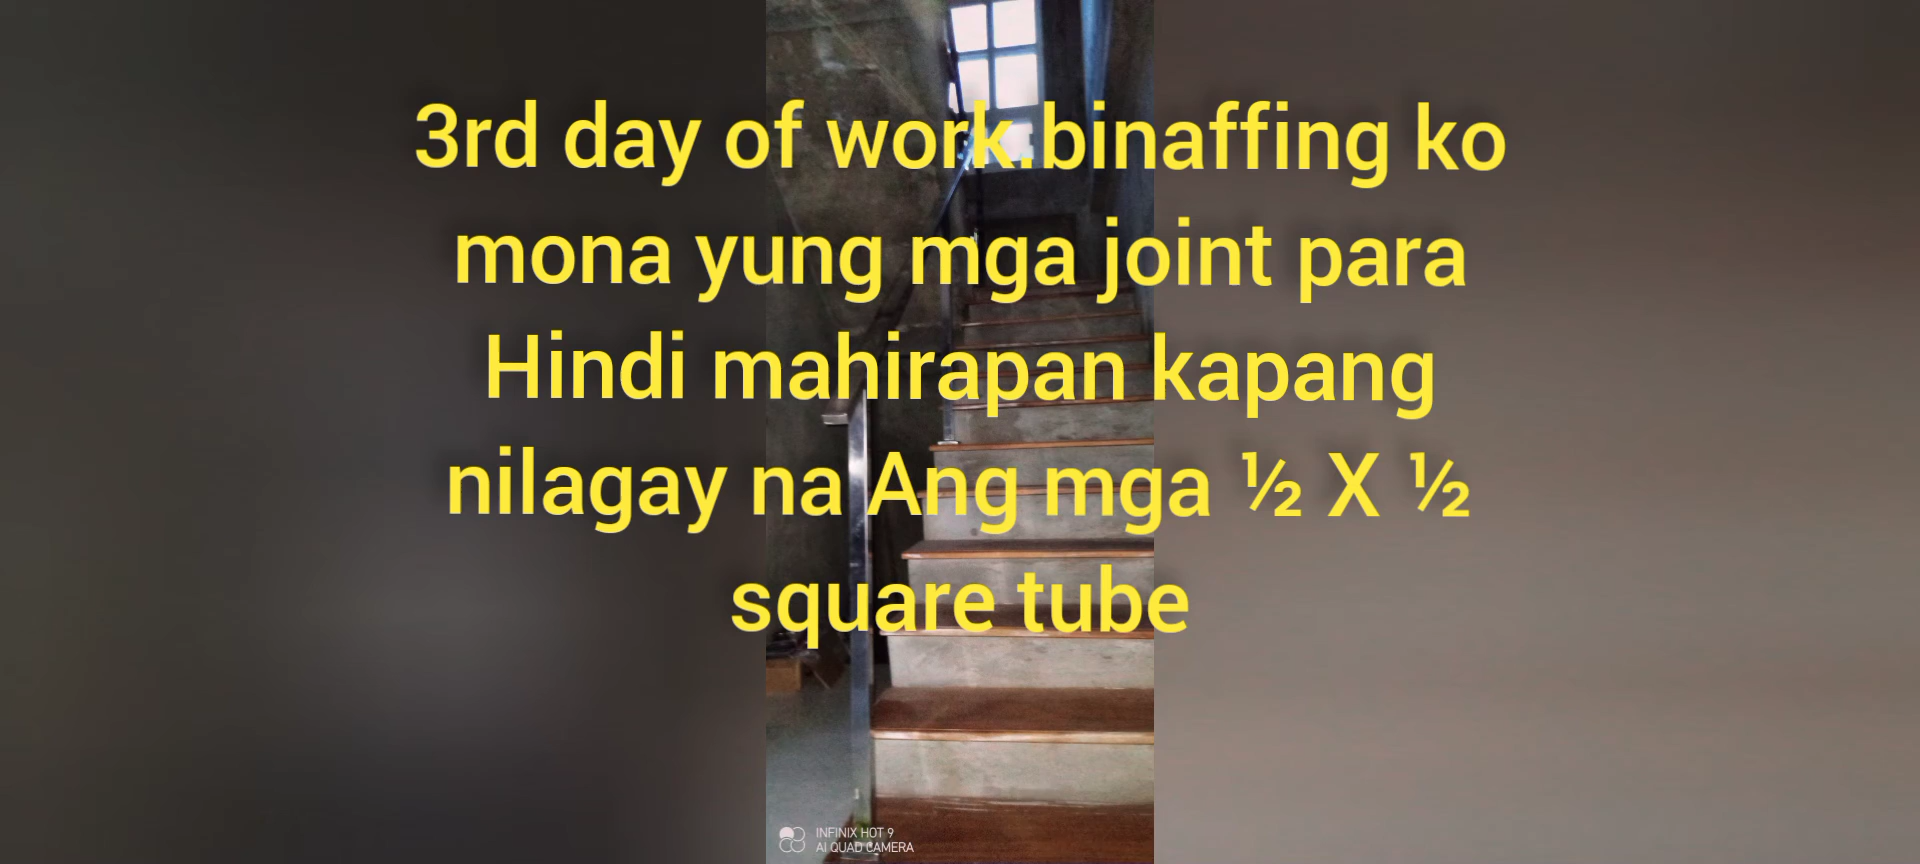 3rd day of work.binaffing ko
mona yung mga joint para
Hindi mahirapan kapang
nilagay na Ang mga ½ X ½
square tube
INFINIX HOT 9
AI QUAD CAMERA